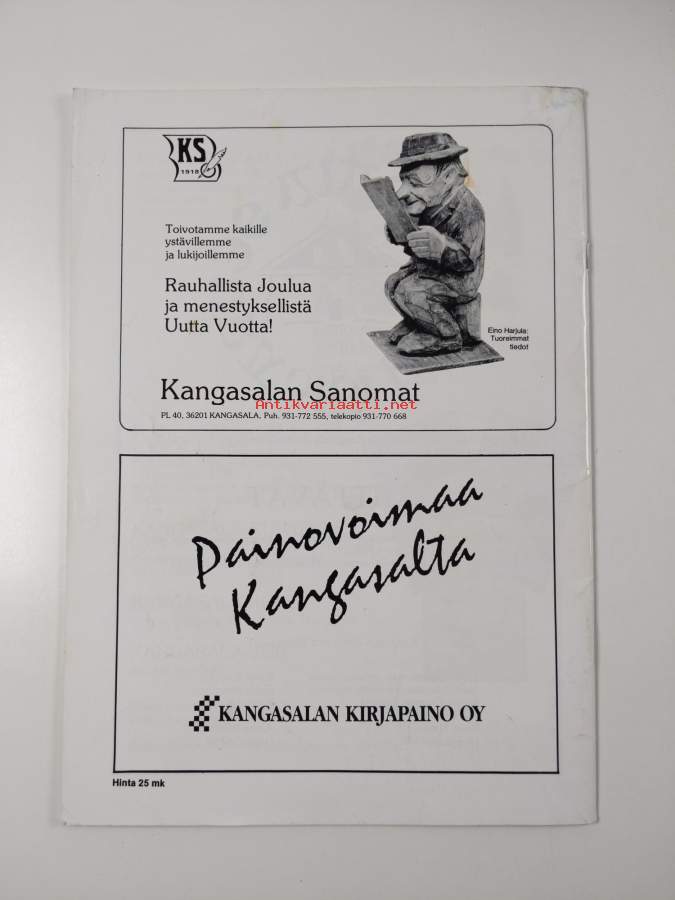 KS
1918
Toivotamme kaikille
ystävillemme
ja lukijoillemme
Rauhallista Joulua
ja menestyksellistä
Uutta Vuotta!
Eino Harjula:
Tuoreimmat
tiedot
Kangasalan Sanomat
Antikvariaatti.net
PL 40, 36201 KANGASALA. Puh. 931-772 555, telekopio 931-770 668
Painovoimaa
Kangasalta
KANGASALAN KIRJAPAINO OY
Hinta 25 mk